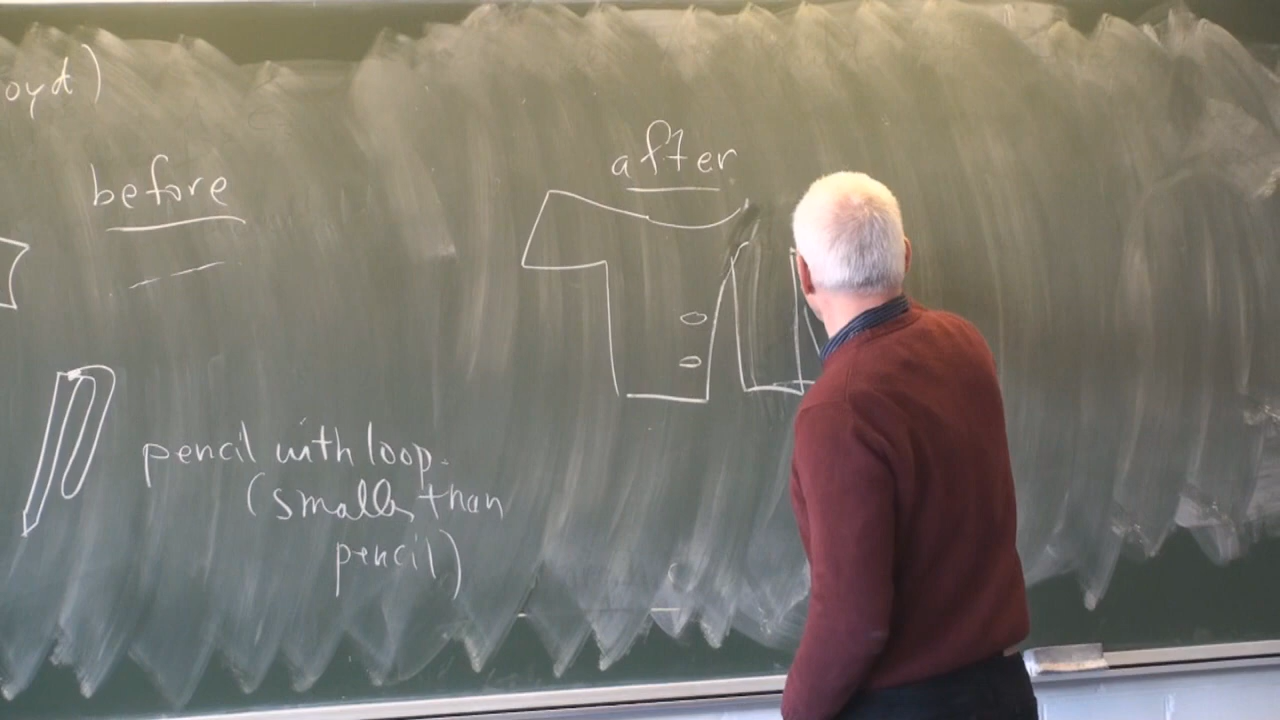 oyd)
before
after
pencil with loop.
(smaller than
pencil)